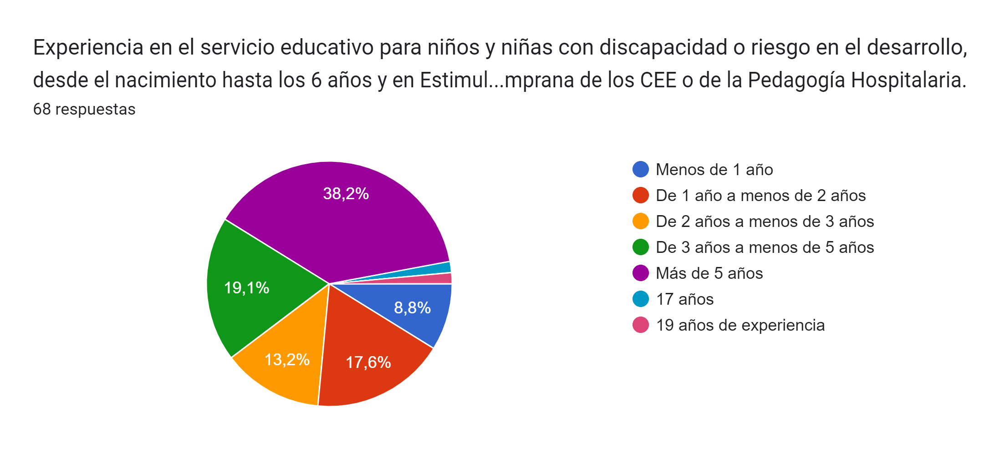 Experiencia en el servicio educativo para niños y niñas con discapacidad o riesgo en el desarrollo,
desde el nacimiento hasta los 6 años y en Estimul...mprana de los CEE o de la Pedagogía Hospitalaria.
68 respuestas
38,2%
19,1%
8,8%
13,2%
17,6%
Menos de 1 año
De 1 año a menos de 2 años
De 2 años a menos de 3 años
De 3 años a menos de 5 años
Más de 5 años
17 años
19 años de experiencia